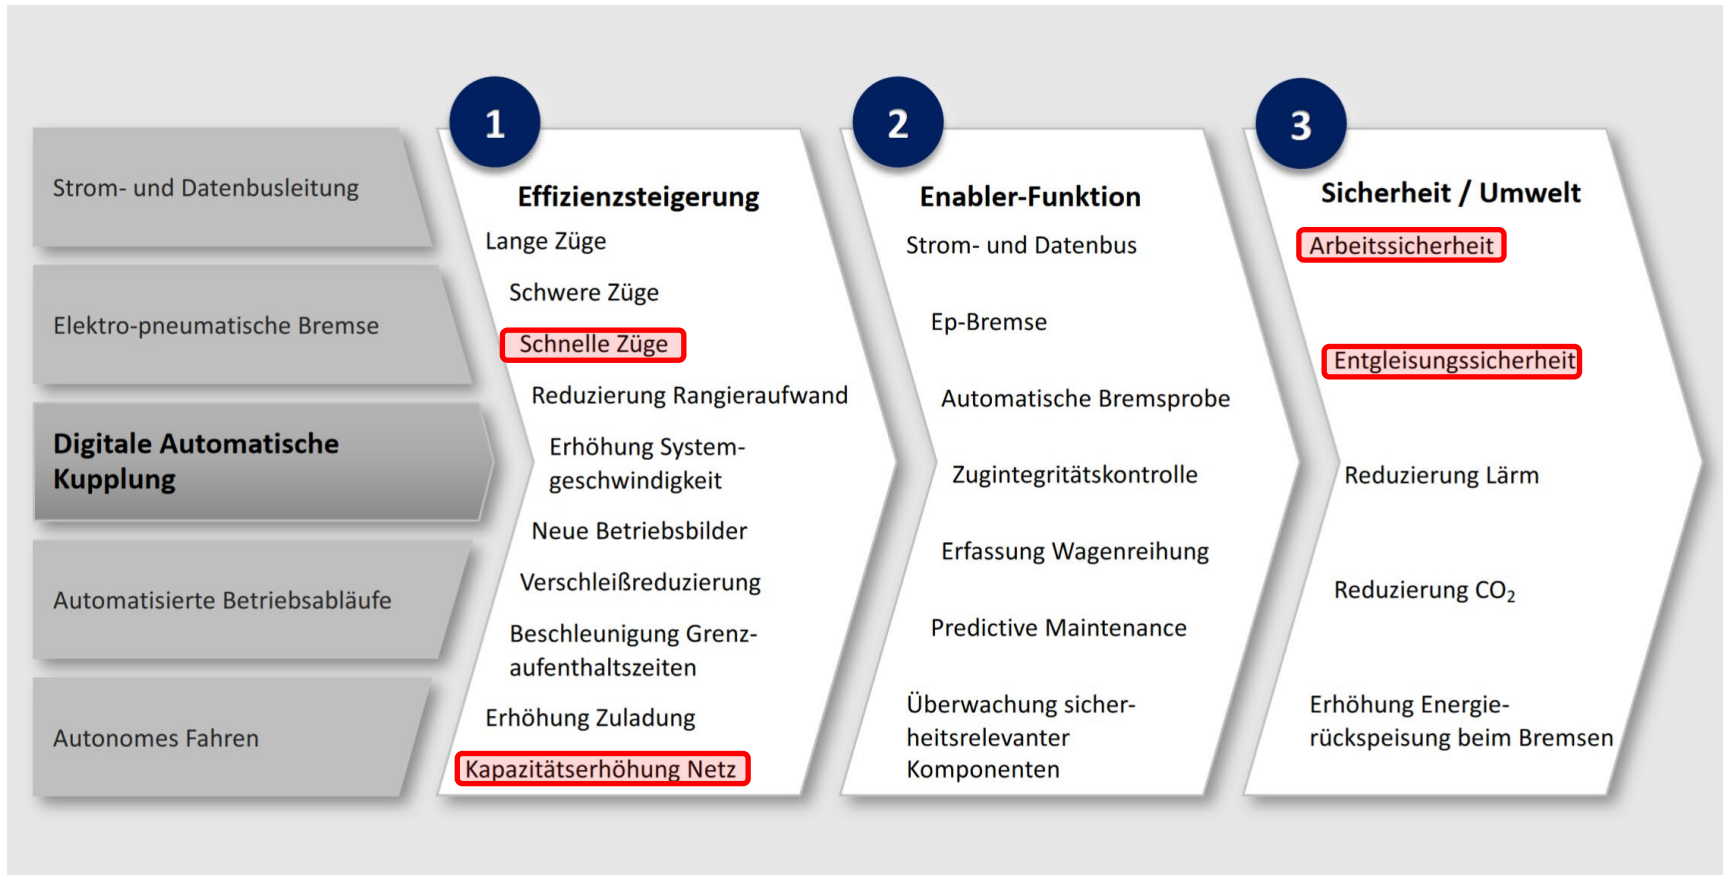 Strom- und Datenbusleitung
Elektro-pneumatische Bremse
Digitale Automatische
Kupplung
Automatisierte Betriebsabläufe
Autonomes Fahren
1
Effizienzsteigerung
Lange Züge
Schwere Züge
Schnelle Züge
Reduzierung Rangieraufwand
Erhöhung System-
geschwindigkeit
Neue Betriebsbilder
Verschleißreduzierung
Beschleunigung Grenz-
aufenthaltszeiten
Erhöhung Zuladung
Kapazitätserhöhung Netz
2
Enabler-Funktion
Strom- und Datenbus
Ep-Bremse
Automatische Bremsprobe
Zugintegritätskontrolle
Erfassung Wagenreihung
Predictive Maintenance
Überwachung sicher-
heitsrelevanter
Komponenten
3
Sicherheit / Umwelt
Arbeitssicherheit
Entgleisungssicherheit
Reduzierung Lärm
Reduzierung CO₂
Erhöhung Energie-
rückspeisung beim Bremsen